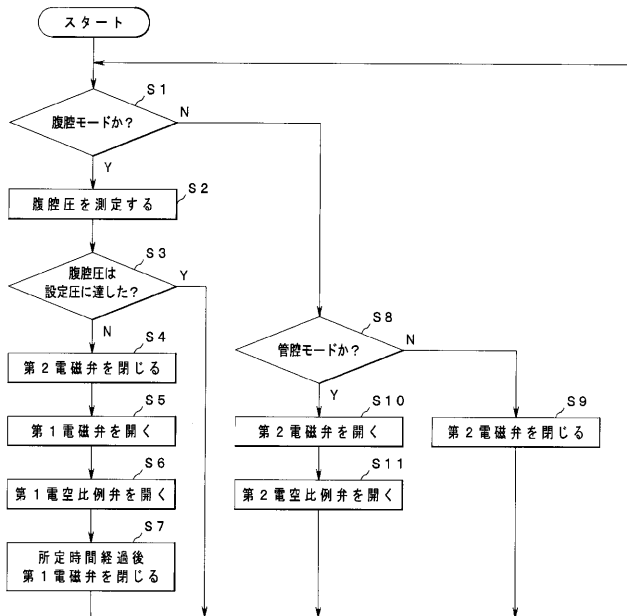 スタート
S1
腹腔モードか？
N
Y
S2
腹腔圧を測定する
S3
腹腔圧は
設定圧に達した？
Y
N
S4
第2電磁弁を閉じる
S5
第1電磁弁を開く
S6
第1電空比例弁を開く
S7
所定時間経過後
第1電磁弁を閉じる
S8
管腔モードか？
N
Y
S10
第2電磁弁を開く
S11
第2電空比例弁を開く
S9
第2電磁弁を閉じる